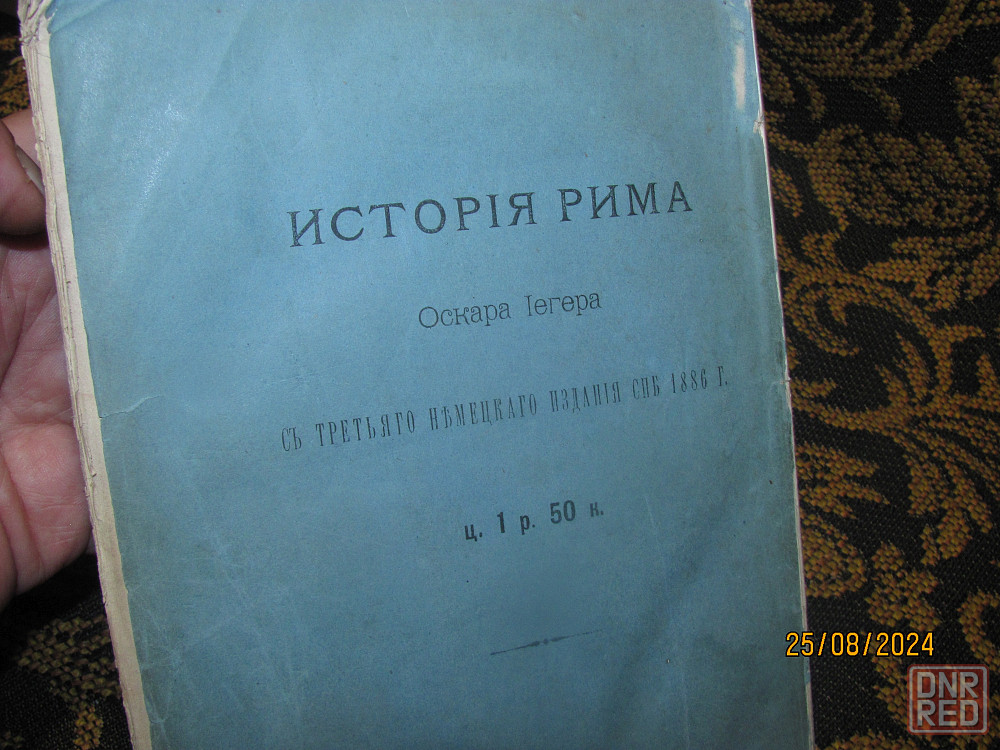 ИСТОРІЯ РИМА
Оскара Іегера
СЪ ТРЕТЬЯГО НѢМЕЦКАГО ИЗДАНІЯ СПБ 1886 Г.
ц. 1 р. 50 к.
25/08/2024
DNR
RED